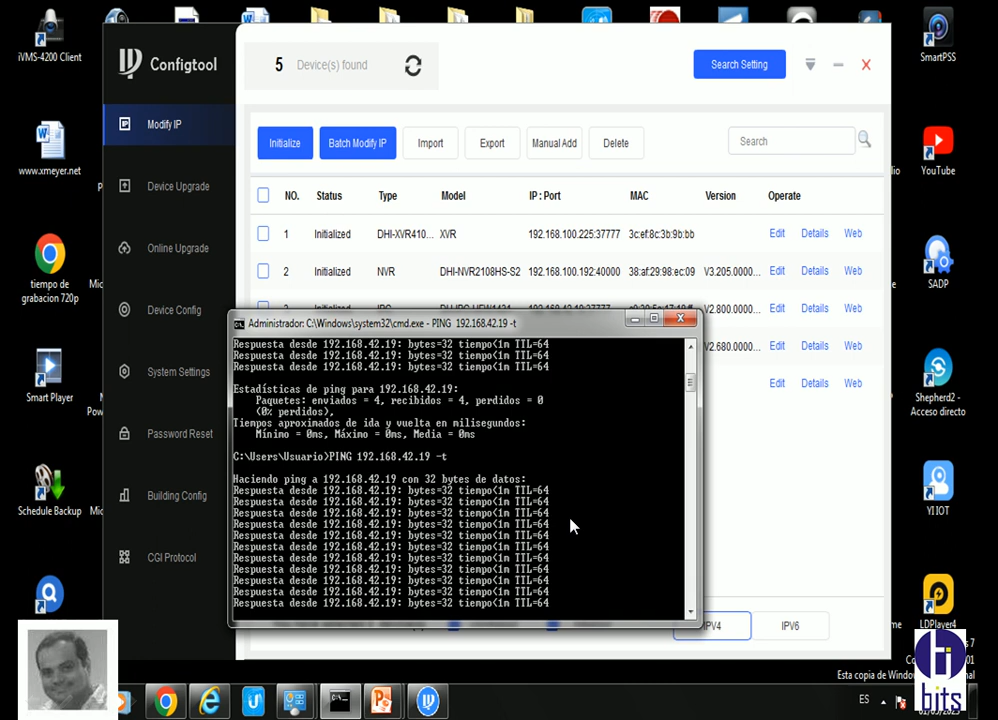 iVMS-4200 Client
www.xmeyer.net
tiempo de
grabacion 720p
Smart Player
Schedule Backup
Configtool
Modify IP
Device Upgrade
Online Upgrade
Device Config
System Settings
Password Reset
Building Config
CGI Protocol
5 Device(s) found
Search Setting
Initialize
Batch Modify IP
Import
Export
Manual Add
Delete
Search
NO. Status Type Model IP : Port MAC Version Operate
1 Initialized DHI-XVR410... XVR 192.168.100.225:37777 3c:ef:8c:3b:9b:bb Edit Details Web
2 Initialized NVR DHI-NVR2108HS-S2 192.168.100.192:40000 38:af:29:98:ec:09 V3.205.0000... Edit Details Web
V2.800.0000... Edit Details Web
V2.680.0000... Edit Details Web
Edit Details Web
Administrador: C:\Windows\system32\cmd.exe - PING 192.168.42.19 -t
Respuesta desde 192.168.42.19: bytes=32 tiempo<1m TTL=64
Respuesta desde 192.168.42.19: bytes=32 tiempo<1m TTL=64
Respuesta desde 192.168.42.19: bytes=32 tiempo<1m TTL=64
Estadísticas de ping para 192.168.42.19:
Paquetes: enviados = 4, recibidos = 4, perdidos = 0
(0% perdidos),
Tiempos aproximados de ida y vuelta en milisegundos:
Mínimo = 0ms, Máximo = 0ms, Media = 0ms
C:\Users\Usuario>PING 192.168.42.19 -t
Haciendo ping a 192.168.42.19 con 32 bytes de datos:
Respuesta desde 192.168.42.19: bytes=32 tiempo<1m TTL=64
Respuesta desde 192.168.42.19: bytes=32 tiempo<1m TTL=64
Respuesta desde 192.168.42.19: bytes=32 tiempo<1m TTL=64
Respuesta desde 192.168.42.19: bytes=32 tiempo<1m TTL=64
Respuesta desde 192.168.42.19: bytes=32 tiempo<1m TTL=64
Respuesta desde 192.168.42.19: bytes=32 tiempo<1m TTL=64
Respuesta desde 192.168.42.19: bytes=32 tiempo<1m TTL=64
Respuesta desde 192.168.42.19: bytes=32 tiempo<1m TTL=64
Respuesta desde 192.168.42.19: bytes=32 tiempo<1m TTL=64
Respuesta desde 192.168.42.19: bytes=32 tiempo<1m TTL=64
Respuesta desde 192.168.42.19: bytes=32 tiempo<1m TTL=64
IPV6
SmartPSS
YouTube
SADP
Shepherd2 -
Acceso directo
YI IOT
LDPlayer4
Esta copia de Window
ES
bits